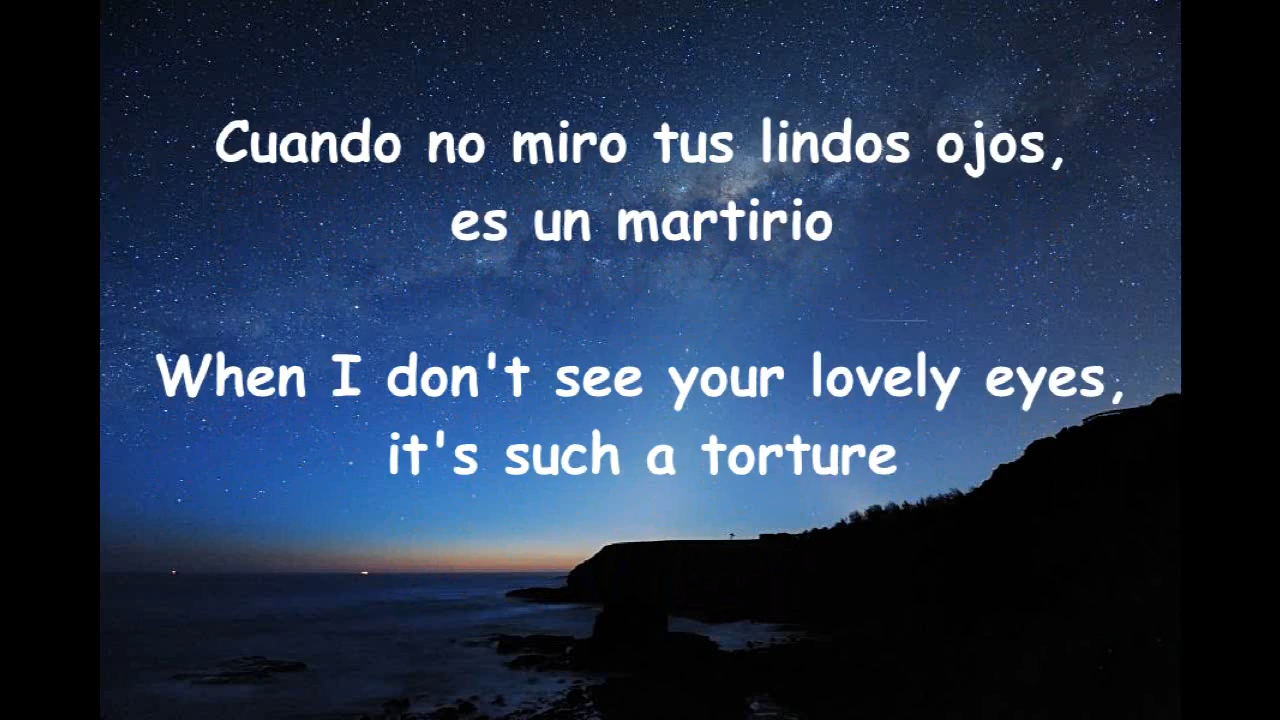 Cuando no miro tus lindos ojos,
es un martirio
When I don't see your lovely eyes,
it's such a torture